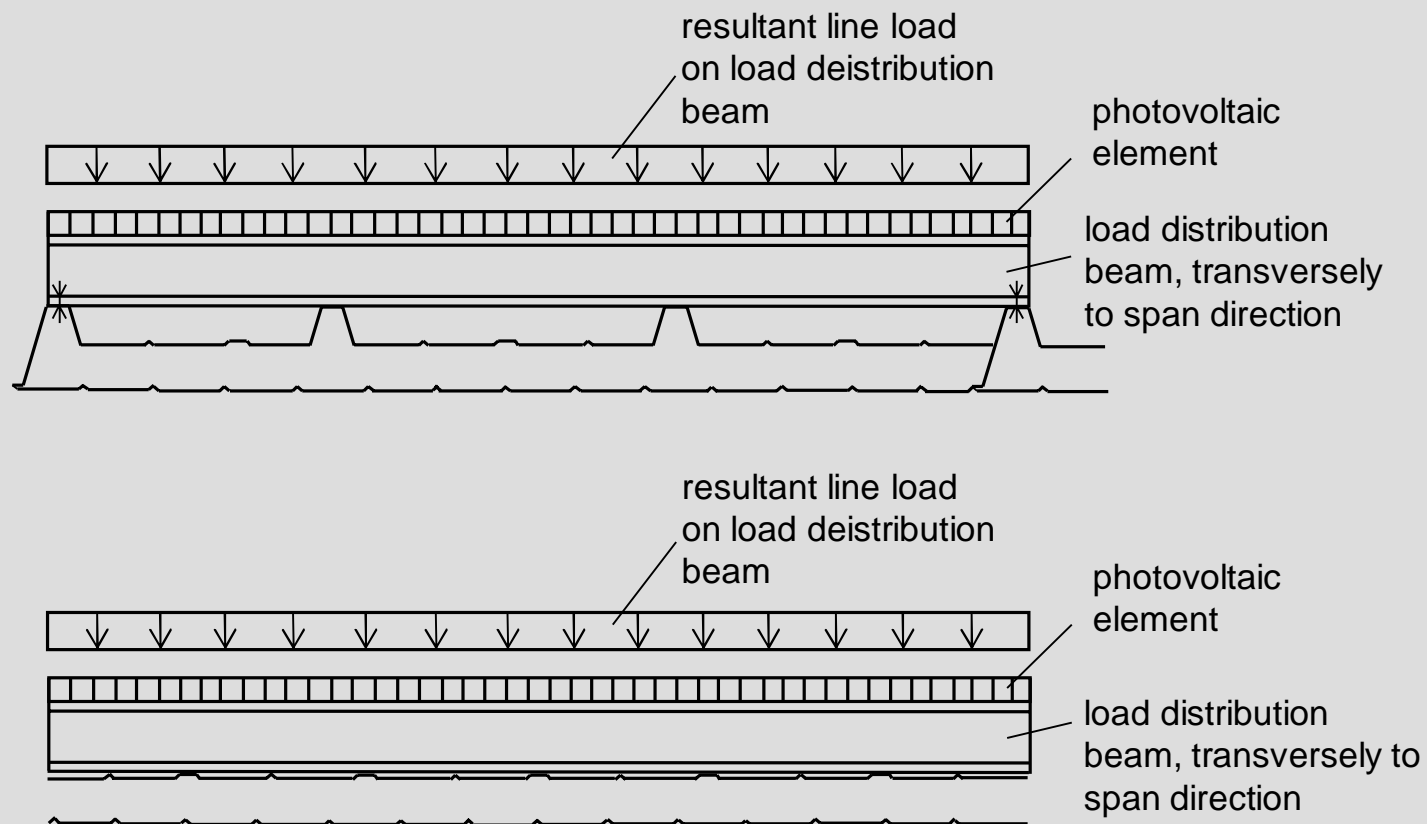 resultant line load
on load deistribution
beam
photovoltaic
element
load distribution
beam, transversely
to span direction
resultant line load
on load deistribution
beam
photovoltaic
element
load distribution
beam, transversely to
span direction